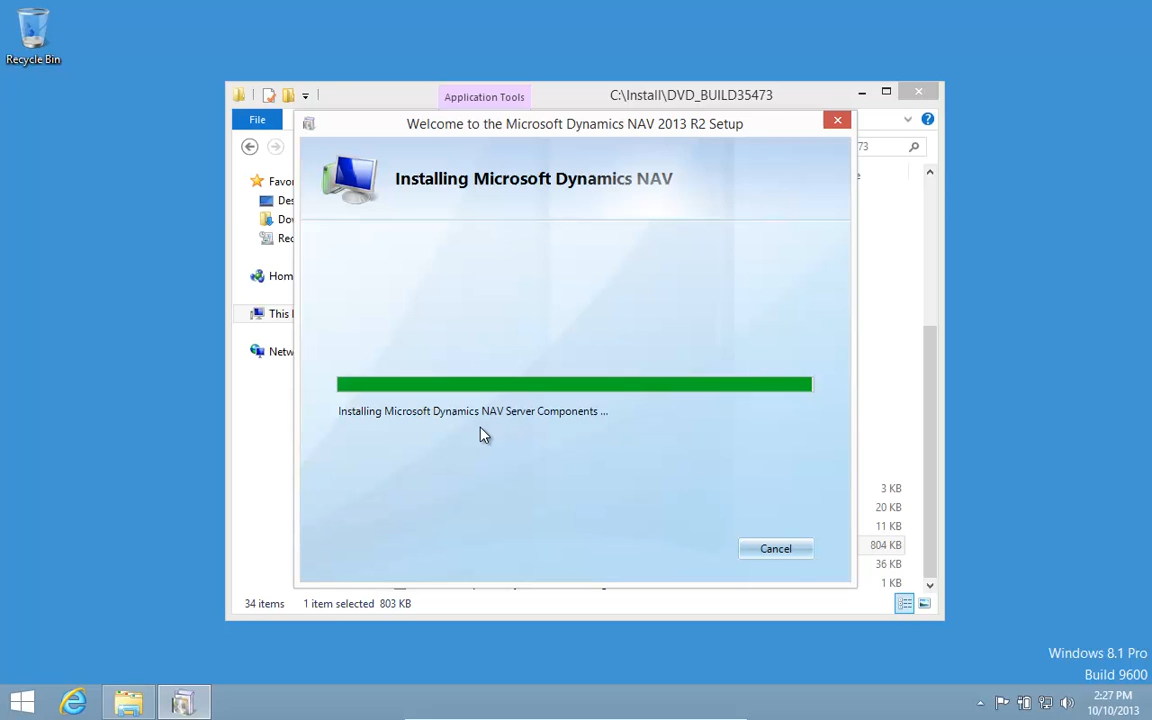 Recycle Bin
Application Tools
C:\Install\DVD_BUILD35473
File
Welcome to the Microsoft Dynamics NAV 2013 R2 Setup
73
Installing Microsoft Dynamics NAV
Favor
Des
Dov
Rec
Hom
This
Netw
Installing Microsoft Dynamics NAV Server Components ...
Cancel
3 KB
20 KB
11 KB
804 KB
36 KB
1 KB
34 items
1 item selected 803 KB
Windows 8.1 Pro
Build 9600
2:27 PM
10/10/2013